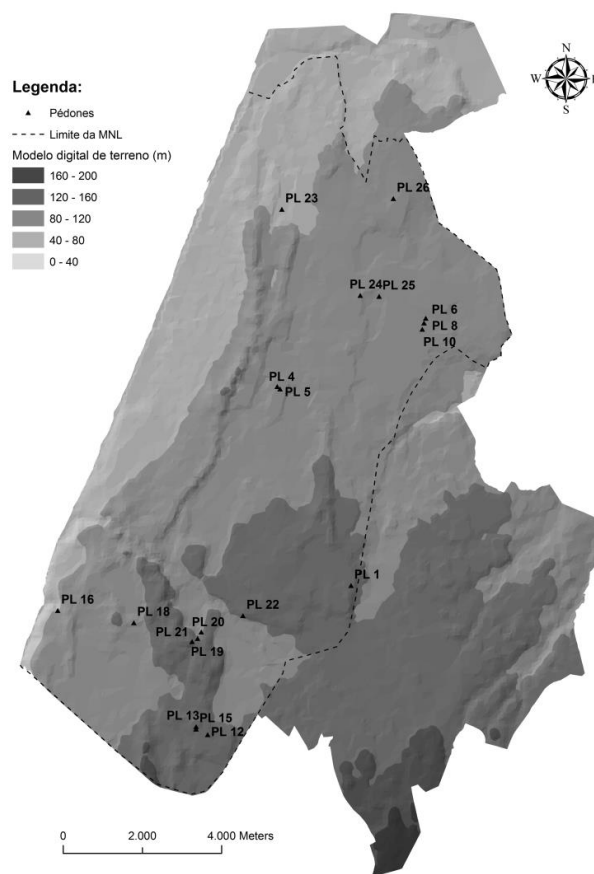 N
W
E
S
Legenda:
Pédones
Limite da MNL
Modelo digital de terreno (m)
160 - 200
120 - 160
80 - 120
40 - 80
0 - 40
PL 26
PL 23
PL 24 PL 25
PL 6
PL 8
PL 10
PL 4
PL 5
PL 1
PL 16
PL 18
PL 22
PL 20
PL 21
PL 19
PL 13 PL 15
PL 12
0 2.000 4.000 Meters